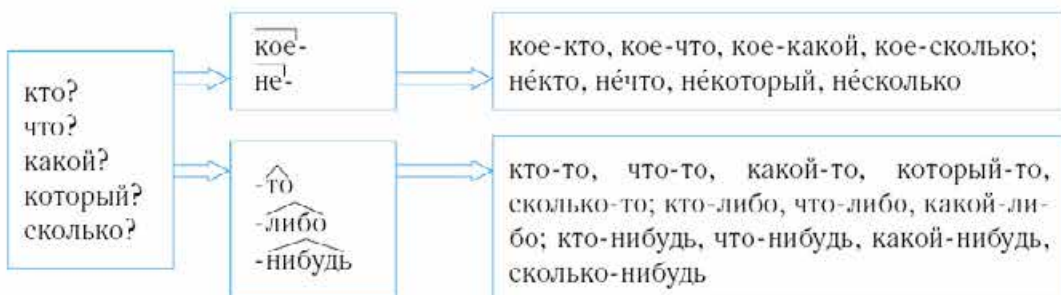 кто?
что?
какой?
который?
сколько?
кое-
не-
кое-кто, кое-что, кое-какой, кое-сколько;
не́кто, не́что, не́который, не́сколько
-то
-либо
-нибудь
кто-то, что-то, какой-то, который-то,
сколько-то; кто-либо, что-либо, какой-ли-
бо; кто-нибудь, что-нибудь, какой-нибудь,
сколько-нибудь